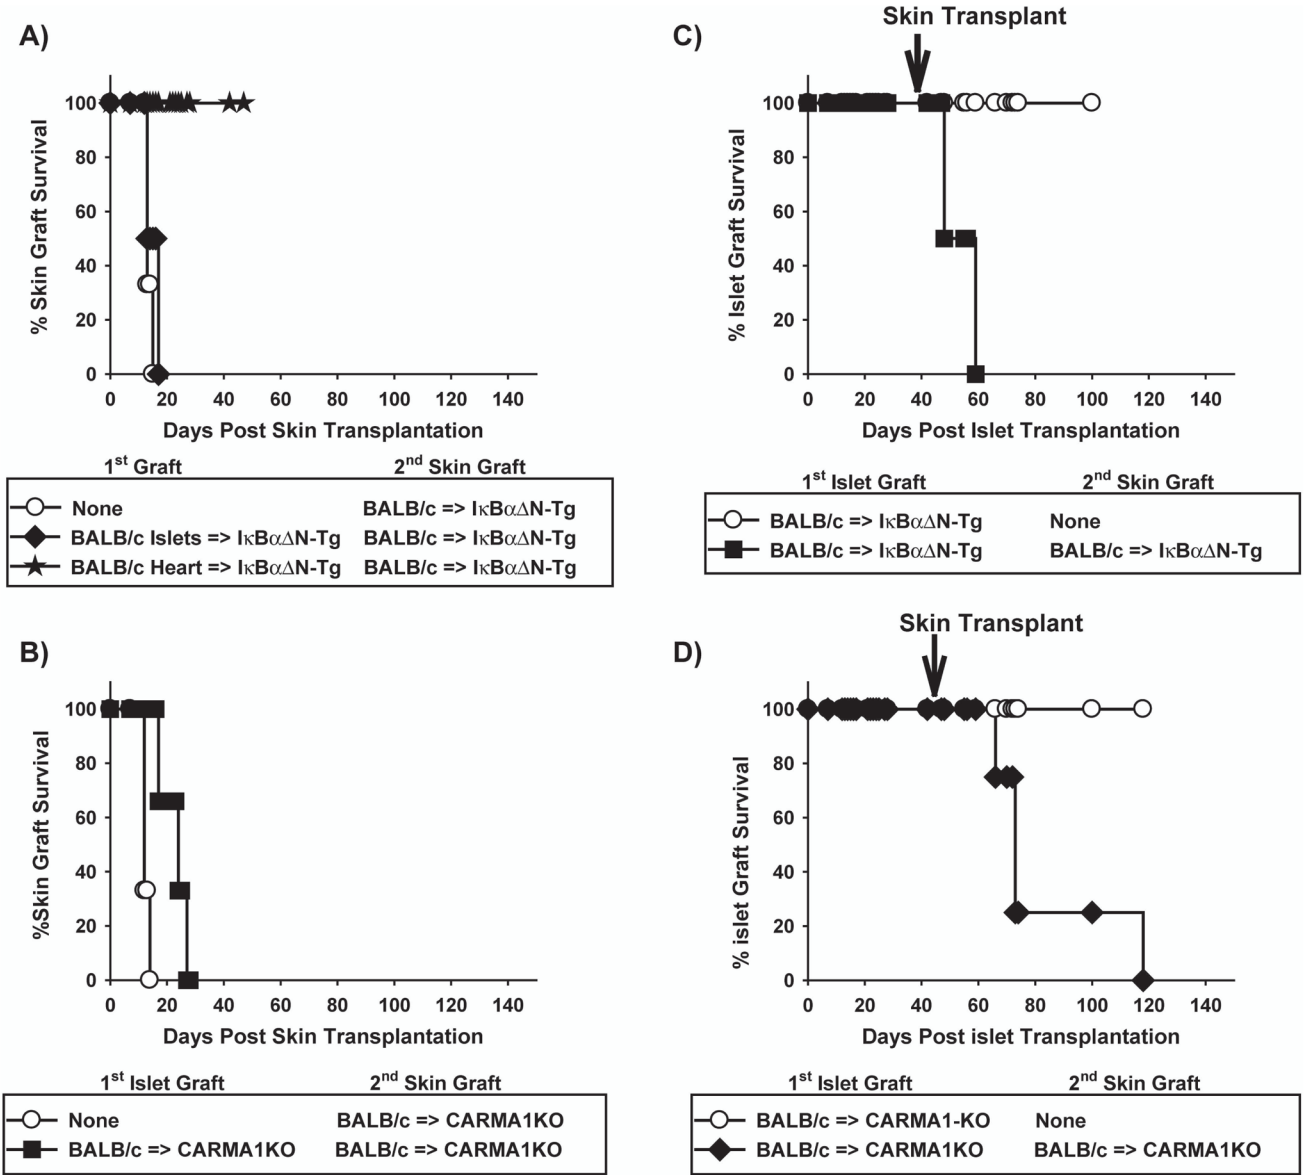 A)
% Skin Graft Survival
100
80
60
40
20
0
0 20 40 60 80 100 120 140
Days Post Skin Transplantation
1st Graft 2nd Skin Graft
None BALB/c => IκBαΔN-Tg
BALB/c Islets => IκBαΔN-Tg BALB/c => IκBαΔN-Tg
BALB/c Heart => IκBαΔN-Tg BALB/c => IκBαΔN-Tg
B)
%Skin Graft Survival
100
80
60
40
20
0
0 20 40 60 80 100 120 140
Days Post Skin Transplantation
1st Islet Graft 2nd Skin Graft
None BALB/c => CARMA1KO
BALB/c => CARMA1KO BALB/c => CARMA1KO
C)
Skin Transplant
% Islet Graft Survival
100
80
60
40
20
0
0 20 40 60 80 100 120 140
Days Post Islet Transplantation
1st Islet Graft 2nd Skin Graft
BALB/c => IκBαΔN-Tg None
BALB/c => IκBαΔN-Tg BALB/c => IκBαΔN-Tg
D)
Skin Transplant
% islet Graft Survival
100
80
60
40
20
0
0 20 40 60 80 100 120 140
Days Post islet Transplantation
1st Islet Graft 2nd Skin Graft
BALB/c => CARMA1-KO None
BALB/c => CARMA1KO BALB/c => CARMA1KO